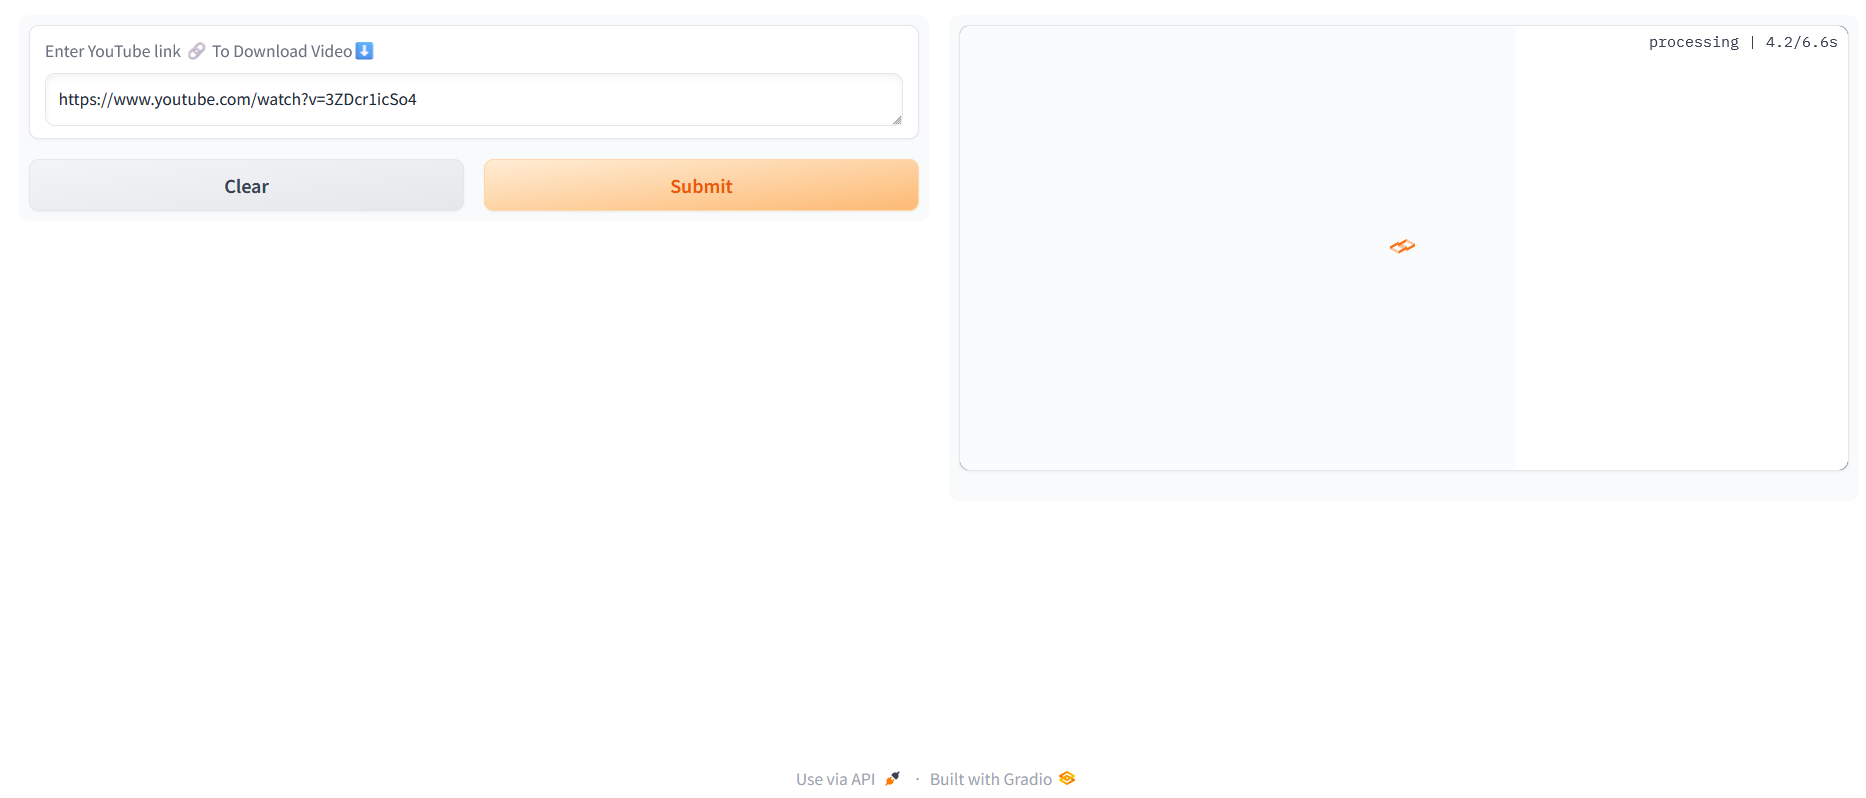 Enter YouTube link 🔗 To Download Video⬇️
https://www.youtube.com/watch?v=3ZDcr1icSo4
Clear
Submit
processing | 4.2/6.6s
Use via API 🚀 · Built with Gradio